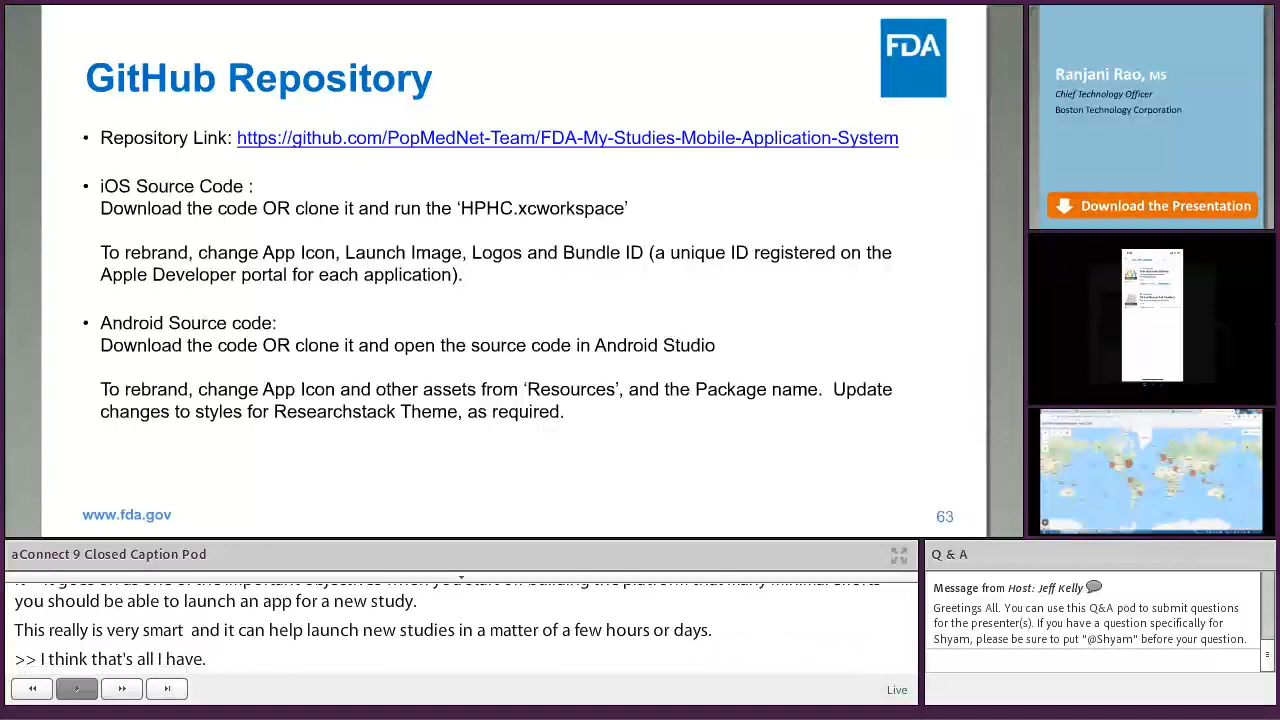 GitHub Repository
FDA
• Repository Link: https://github.com/PopMedNet-Team/FDA-My-Studies-Mobile-Application-System
• iOS Source Code :
Download the code OR clone it and run the ‘HPHC.xcworkspace’
To rebrand, change App Icon, Launch Image, Logos and Bundle ID (a unique ID registered on the
Apple Developer portal for each application).
• Android Source code:
Download the code OR clone it and open the source code in Android Studio
To rebrand, change App Icon and other assets from ‘Resources’, and the Package name. Update
changes to styles for Researchstack Theme, as required.
www.fda.gov
63
Ranjani Rao, MS
Chief Technology Officer
Boston Technology Corporation
Download the Presentation
aConnect 9 Closed Caption Pod
you should be able to launch an app for a new study.
This really is very smart and it can help launch new studies in a matter of a few hours or days.
>> I think that's all I have.
Live
Q & A
Message from Host: Jeff Kelly
Greetings All. You can use this Q&A pod to submit questions
for the presenter(s). If you have a question specifically for
Shyam, please be sure to put "@Shyam" before your question.